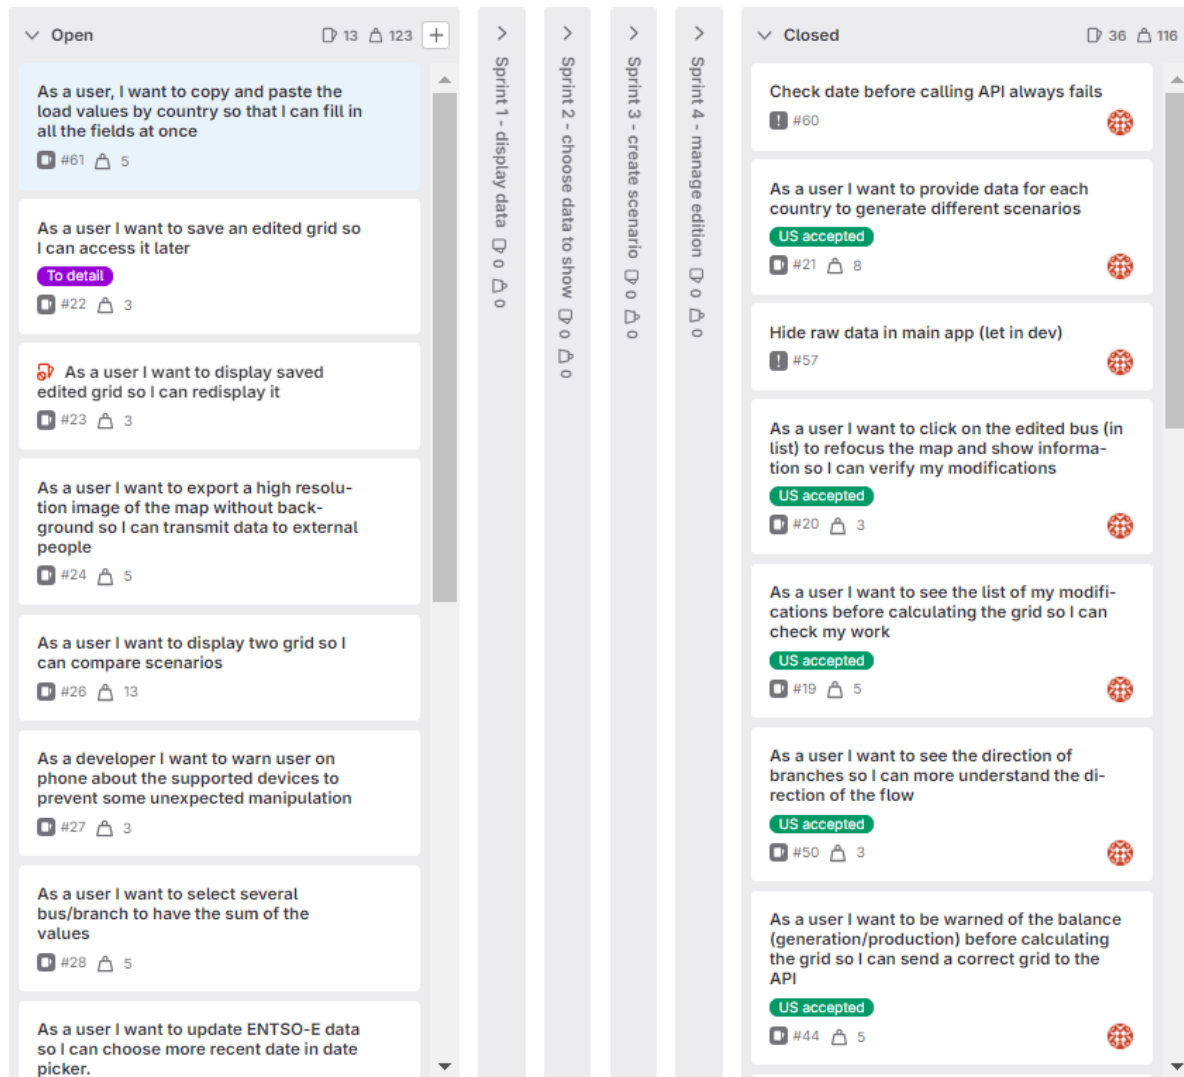 Open 13 123
As a user, I want to copy and paste the
load values by country so that I can fill in
all the fields at once
#61 5
As a user I want to save an edited grid so
I can access it later
To detail
#22 3
As a user I want to display saved
edited grid so I can redisplay it
#23 3
As a user I want to export a high resolu-
tion image of the map without back-
ground so I can transmit data to external
people
#24 5
As a user I want to display two grid so I
can compare scenarios
#26 13
As a developer I want to warn user on
phone about the supported devices to
prevent some unexpected manipulation
#27 3
As a user I want to select several
bus/branch to have the sum of the
values
#28 5
As a user I want to update ENTSO-E data
so I can choose more recent date in date
picker.
Sprint 1 - display data 0 0
Sprint 2 - choose data to show 0 0
Sprint 3 - create scenario 0 0
Sprint 4 - manage edition 0 0
Closed 36 116
Check date before calling API always fails
#60
As a user I want to provide data for each
country to generate different scenarios
US accepted
#21 8
Hide raw data in main app (let in dev)
#57
As a user I want to click on the edited bus (in
list) to refocus the map and show informa-
tion so I can verify my modifications
US accepted
#20 3
As a user I want to see the list of my modifi-
cations before calculating the grid so I can
check my work
US accepted
#19 5
As a user I want to see the direction of
branches so I can more understand the di-
rection of the flow
US accepted
#50 3
As a user I want to be warned of the balance
(generation/production) before calculating
the grid so I can send a correct grid to the
API
US accepted
#44 5